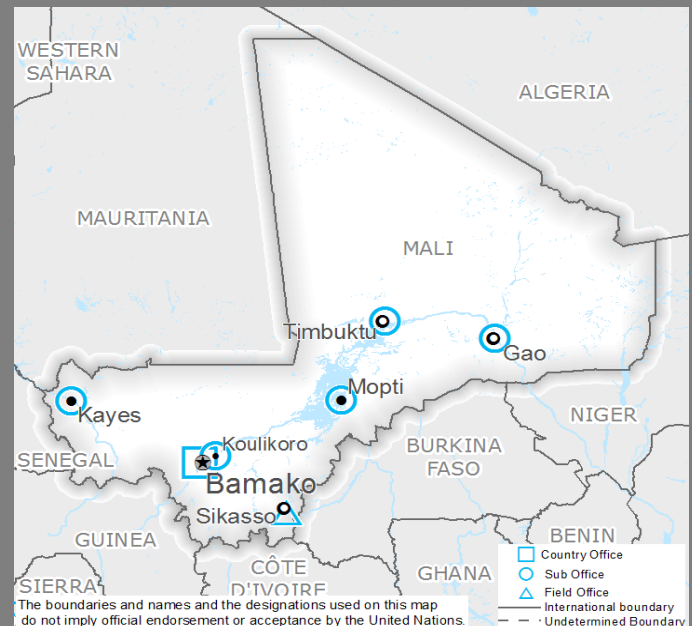 WESTERN
SAHARA
ALGERIA
MAURITANIA
MALI
Timbuktu
Gao
Mopti
Kayes
NIGER
Koulikoro
BURKINA
FASO
SENEGAL
Bamako
Sikasso
GUINEA
BENIN
CÔTE
D'IVOIRE
GHANA
SIERRA
Country Office
Sub Office
Field Office
International boundary
Undetermined Boundary
The boundaries and names and the designations used on this map
do not imply official endorsement or acceptance by the United Nations.